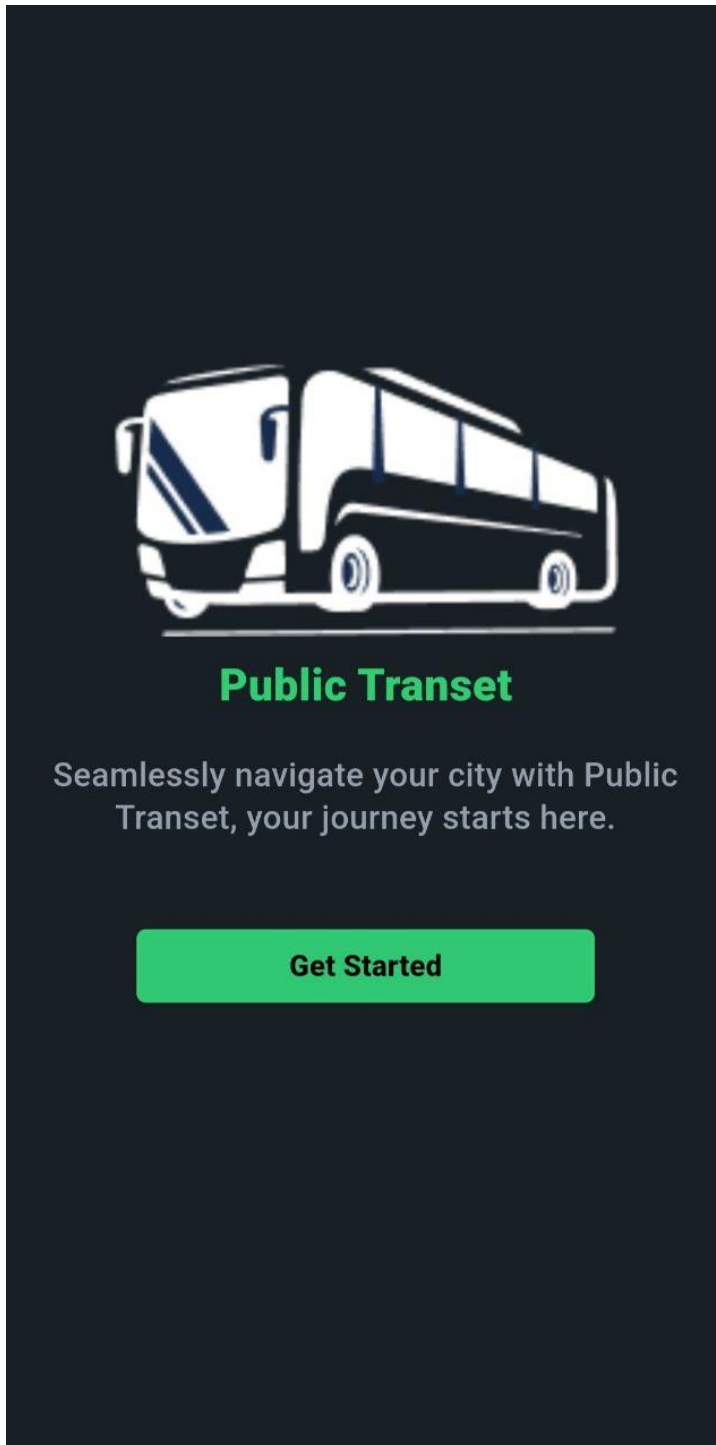 Public Transet
Seamlessly navigate your city with Public
Transet, your journey starts here.
Get Started